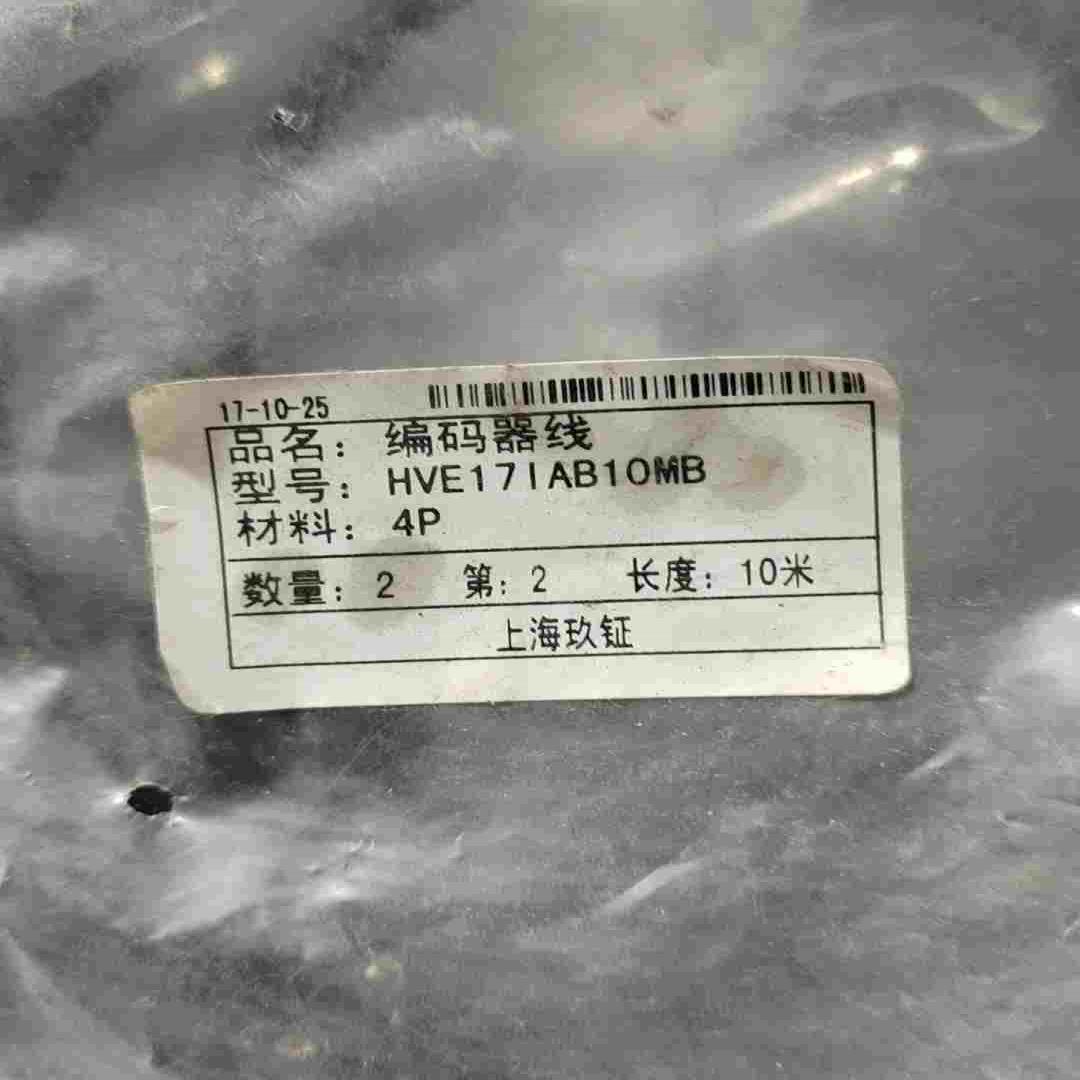 17-10-25
品名: 编码器线
型号: HVE17IAB10MB
材料: 4P
数量: 2 第: 2 长度: 10米
上海玖钲